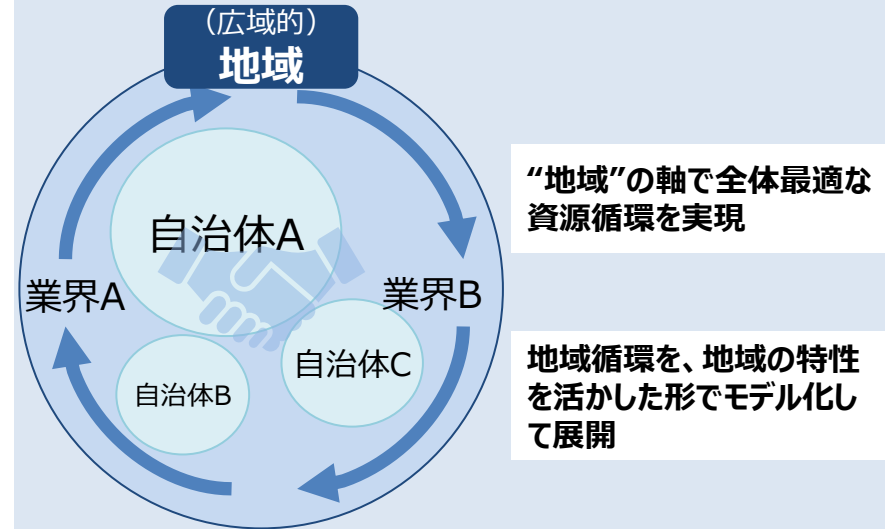 （広域的）
地域
自治体A
業界A
業界B
自治体B
自治体C
“地域”の軸で全体最適な
資源循環を実現
地域循環を、地域の特性
を活かした形でモデル化し
て展開